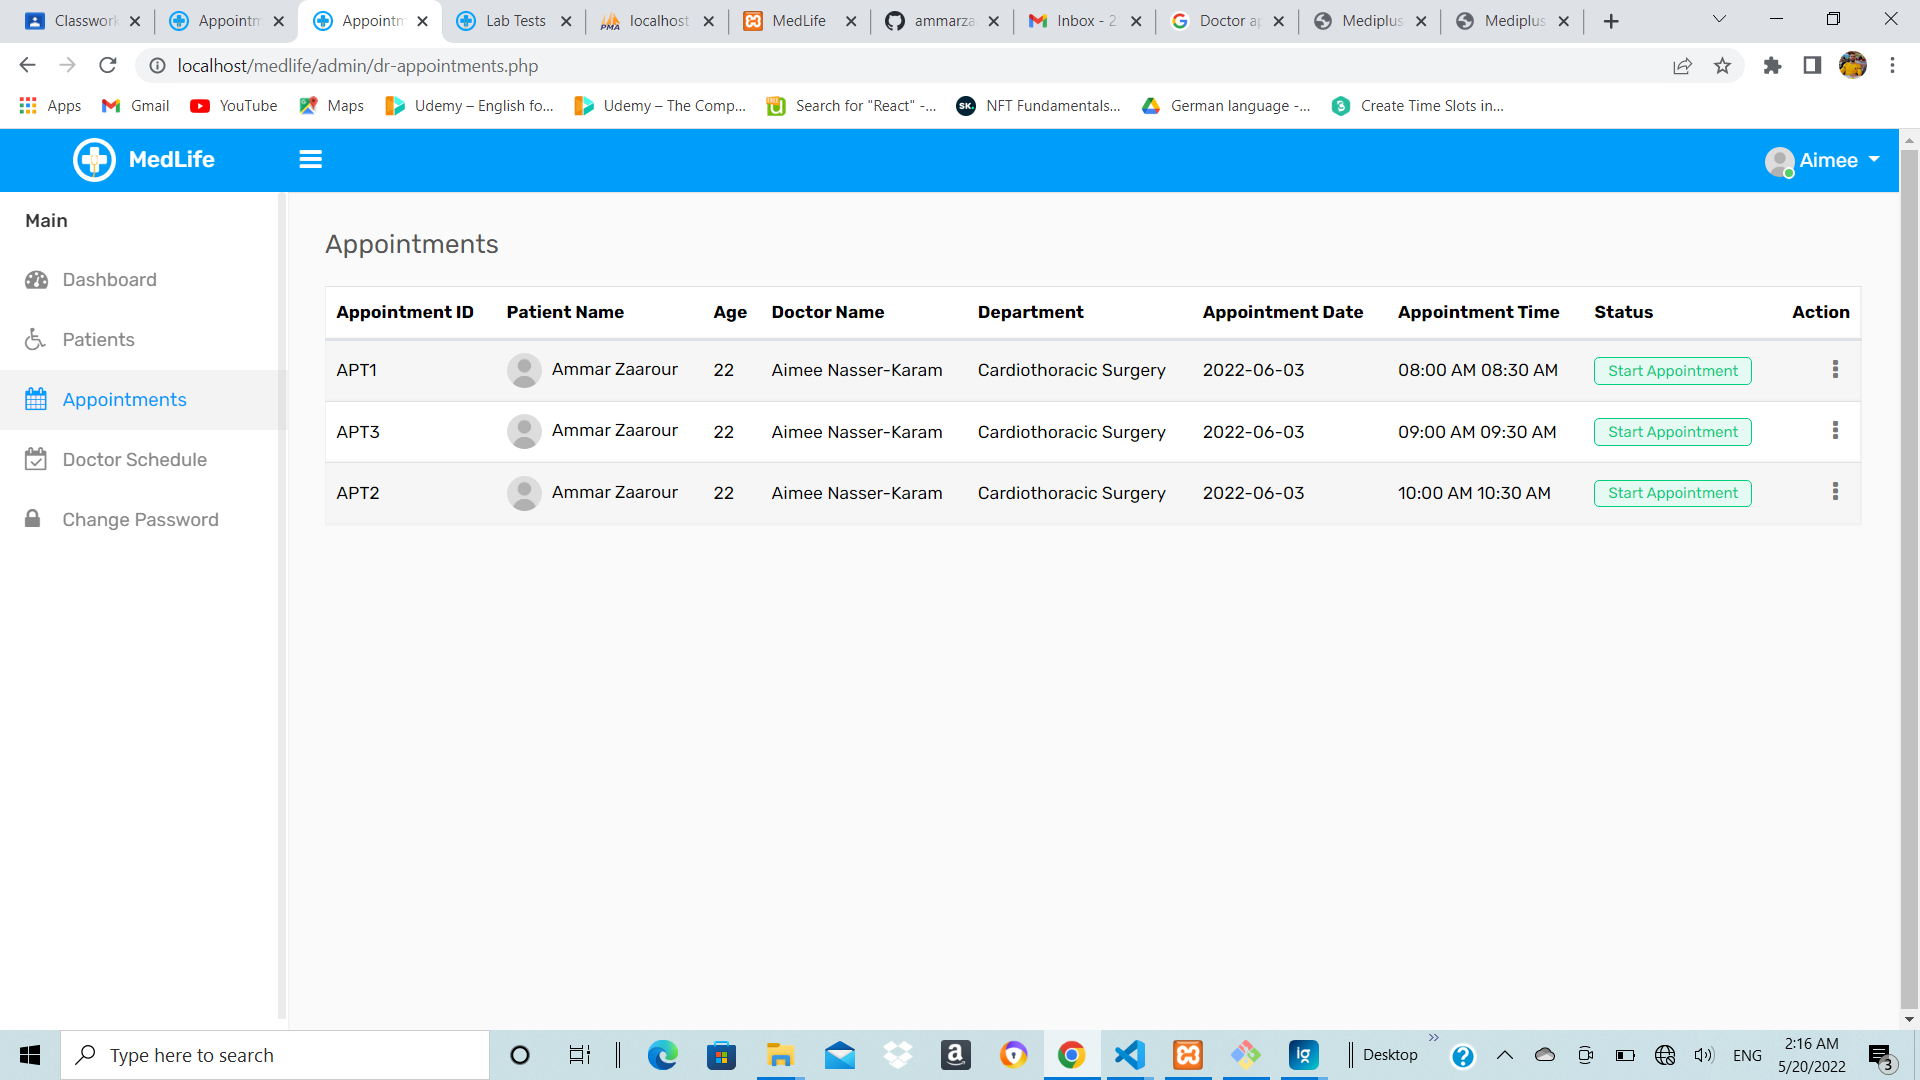 Classwork
Appointm
Appointm
Lab Tests
localhost
MedLife
ammarza
Inbox - 2
Doctor ap
Mediplus
Mediplus
localhost/medlife/admin/dr-appointments.php
Apps
Gmail
YouTube
Maps
Udemy – English fo...
Udemy – The Comp...
Search for "React" -...
NFT Fundamentals...
German language -...
Create Time Slots in...
MedLife
Aimee
Main
Dashboard
Patients
Appointments
Doctor Schedule
Change Password
Appointments
Appointment ID Patient Name Age Doctor Name Department Appointment Date Appointment Time Status Action
APT1 Ammar Zaarour 22 Aimee Nasser-Karam Cardiothoracic Surgery 2022-06-03 08:00 AM 08:30 AM Start Appointment
APT3 Ammar Zaarour 22 Aimee Nasser-Karam Cardiothoracic Surgery 2022-06-03 09:00 AM 09:30 AM Start Appointment
APT2 Ammar Zaarour 22 Aimee Nasser-Karam Cardiothoracic Surgery 2022-06-03 10:00 AM 10:30 AM Start Appointment
Type here to search
Desktop
ENG
2:16 AM
5/20/2022
3